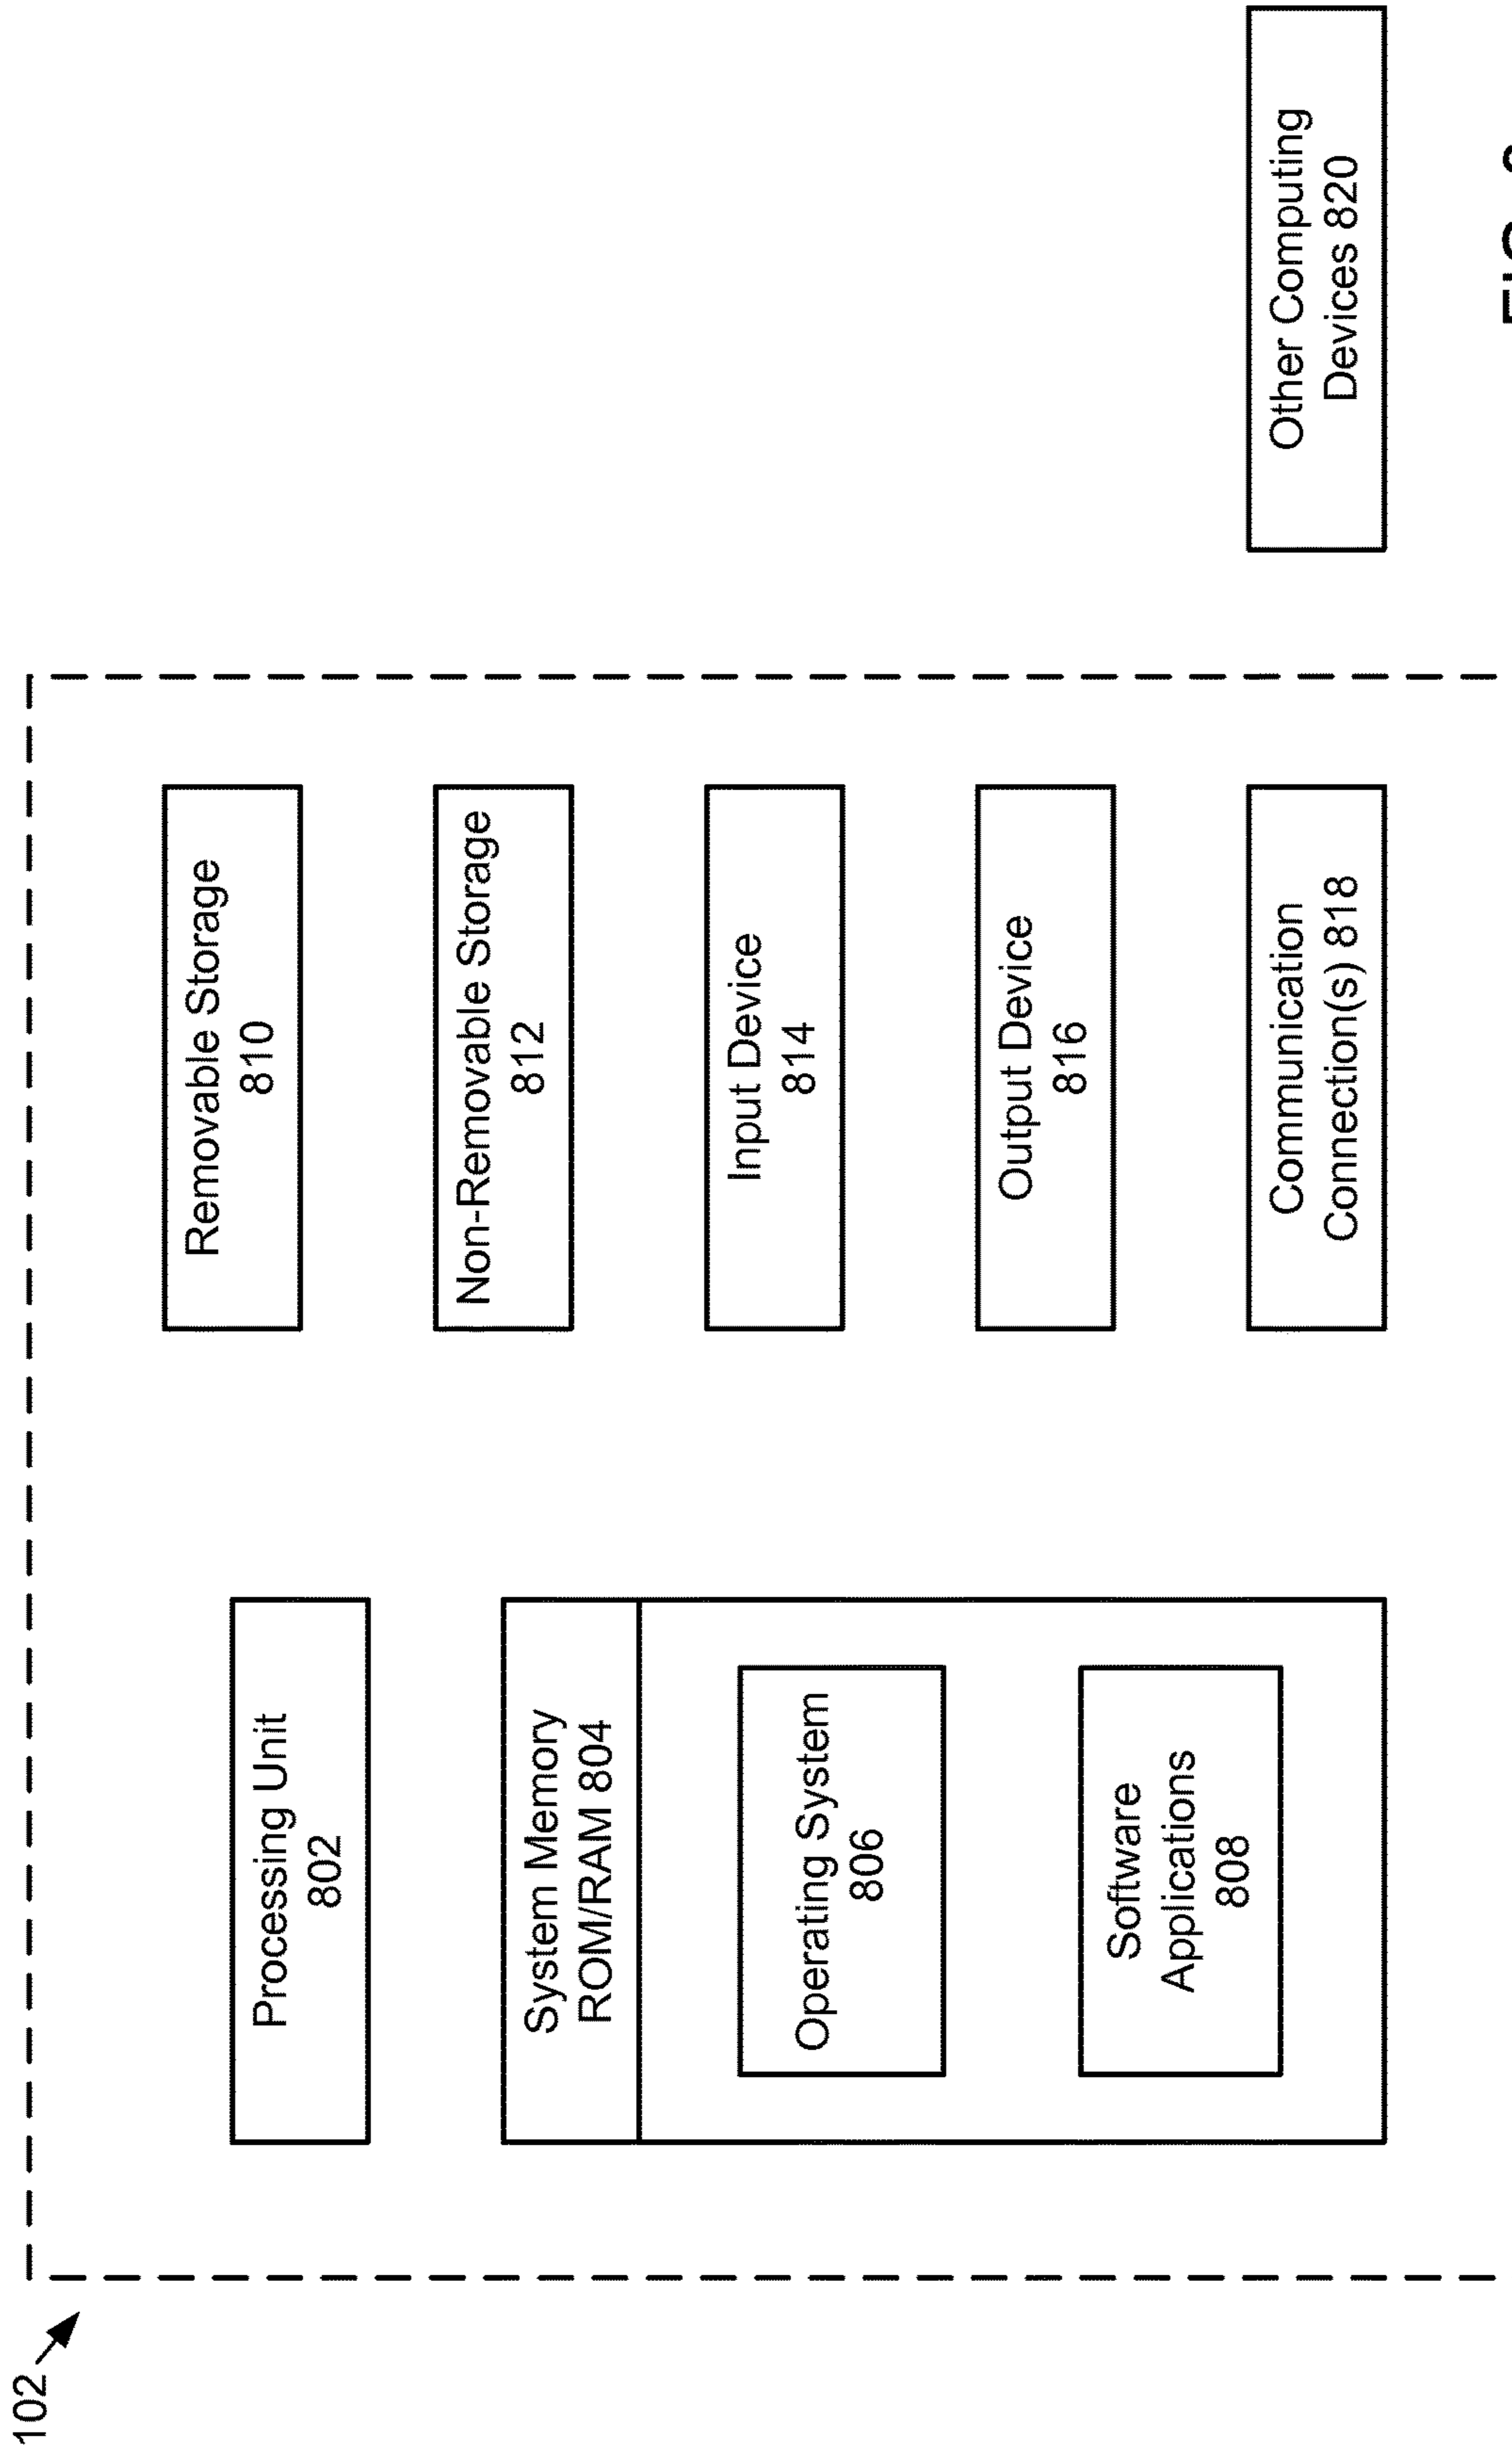 102
Processing Unit
802
System Memory
ROM/RAM 804
Operating System
806
Software
Applications
808
Removable Storage
810
Non-Removable Storage
812
Input Device
814
Output Device
816
Communication
Connection(s) 818
Other Computing
Devices 820
FIG.